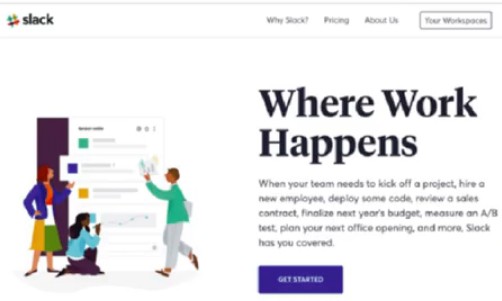 slack
Why Slack? Pricing About Us Your Workspaces
Where Work
Happens
When your team needs to kick off a project, hire a
new employee, deploy some code, review a sales
contract, finalize next year's budget, measure an A/B
test, plan your next office opening, and more, Slack
has you covered.
GET STARTED